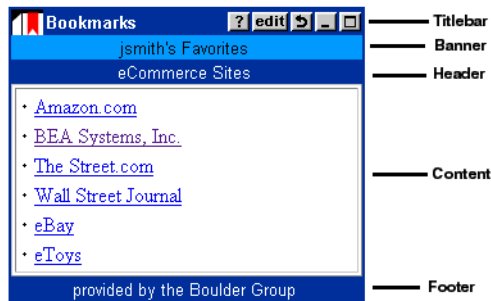 Bookmarks ? edit Titlebar
jsmith's Favorites Banner
eCommerce Sites Header
· Amazon.com
· BEA Systems, Inc.
· The Street.com
· Wall Street Journal Content
· eBay
· eToys
provided by the Boulder Group Footer